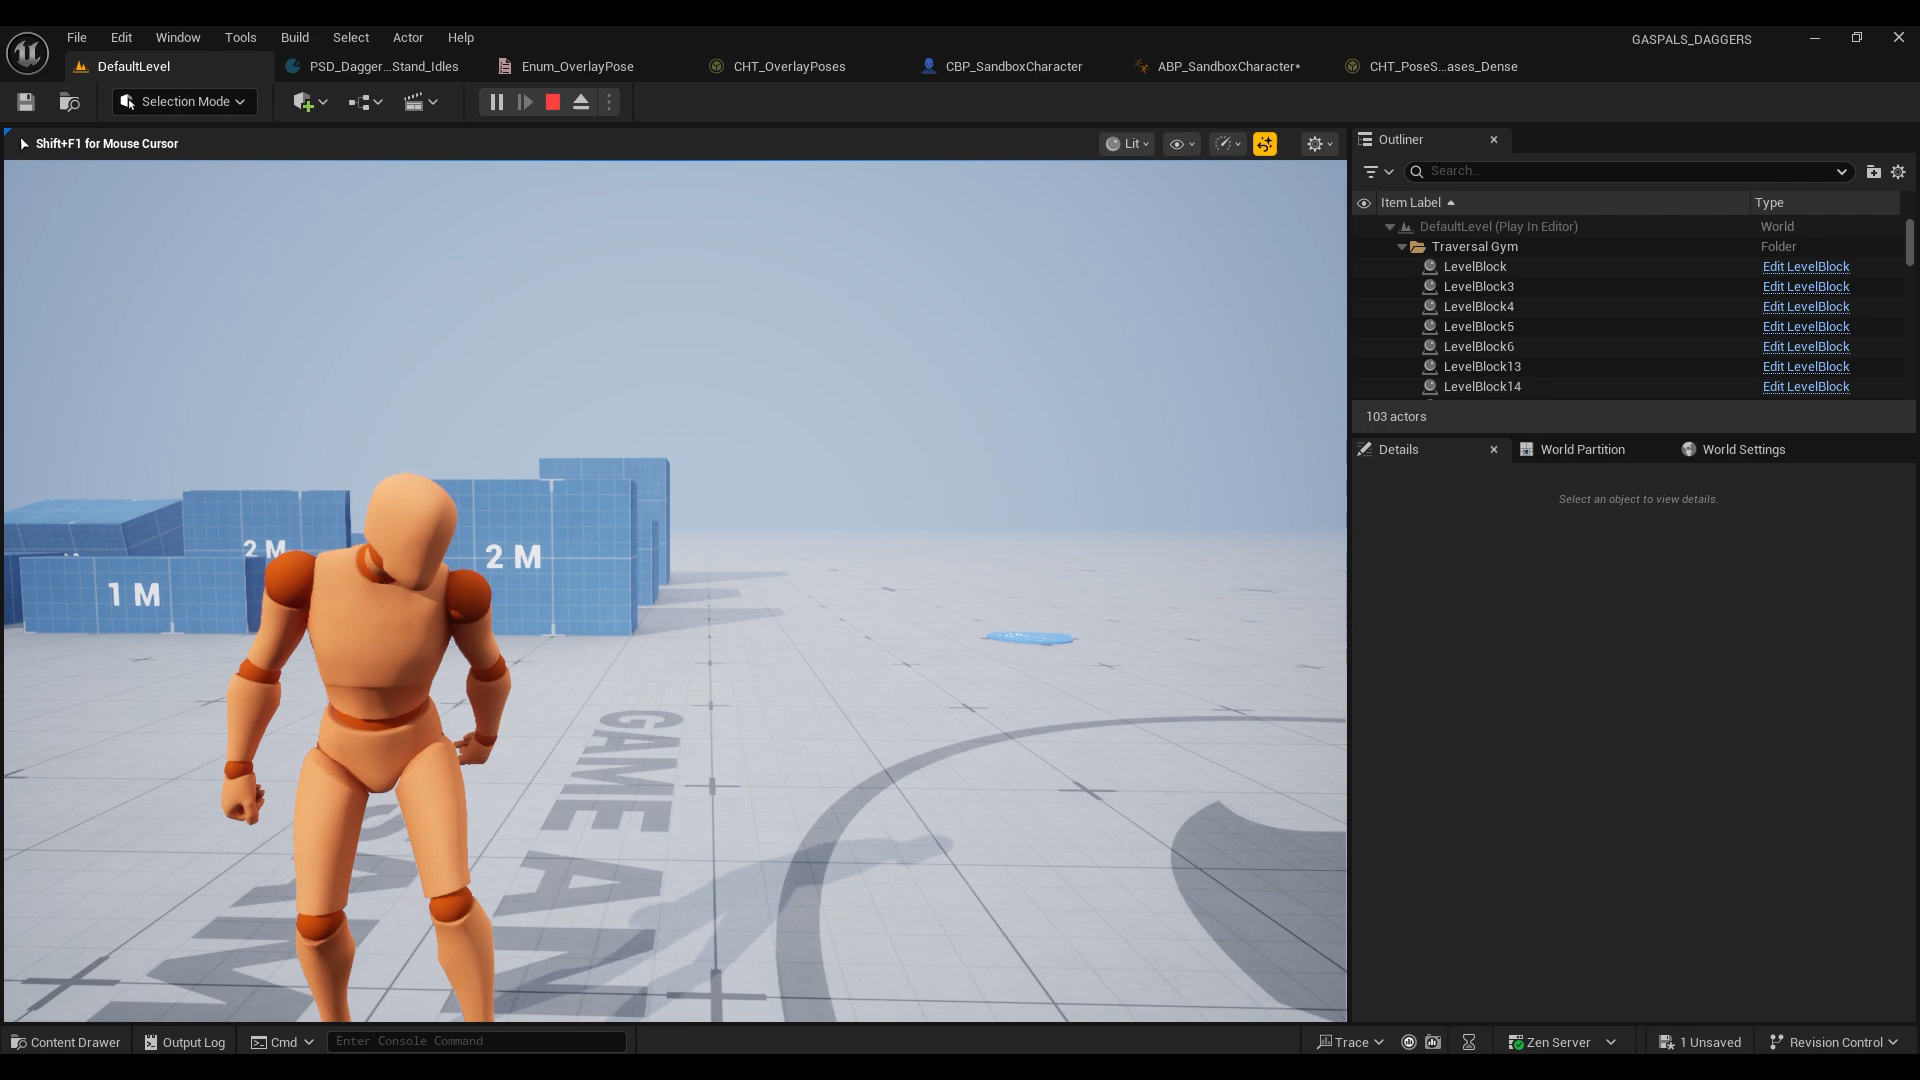 File Edit Window Tools Build Select Actor Help
GASPALS_DAGGERS
DefaultLevel PSD_Dagger...Stand_Idles Enum_OverlayPose CHT_OverlayPoses CBP_SandboxCharacter ABP_SandboxCharacter* CHT_PoseS...ases_Dense
Selection Mode
Shift+F1 for Mouse Cursor
Lit
Outliner
Search...
Item Label Type
DefaultLevel (Play In Editor) World
Traversal Gym Folder
LevelBlock Edit LevelBlock
LevelBlock3 Edit LevelBlock
LevelBlock4 Edit LevelBlock
LevelBlock5 Edit LevelBlock
LevelBlock6 Edit LevelBlock
LevelBlock13 Edit LevelBlock
LevelBlock14 Edit LevelBlock
103 actors
Details World Partition World Settings
Select an object to view details.
2 M
2 M
1 M
GAME AN
Content Drawer Output Log Cmd Enter Console Command Trace Zen Server 1 Unsaved Revision Control